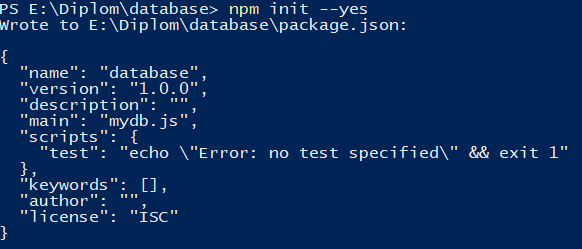 PS E:\Diplom\database> npm init --yes
Wrote to E:\Diplom\database\package.json:
{
"name": "database",
"version": "1.0.0",
"description": "",
"main": "mydb.js",
"scripts": {
"test": "echo \"Error: no test specified\" && exit 1"
},
"keywords": [],
"author": "",
"license": "ISC"
}